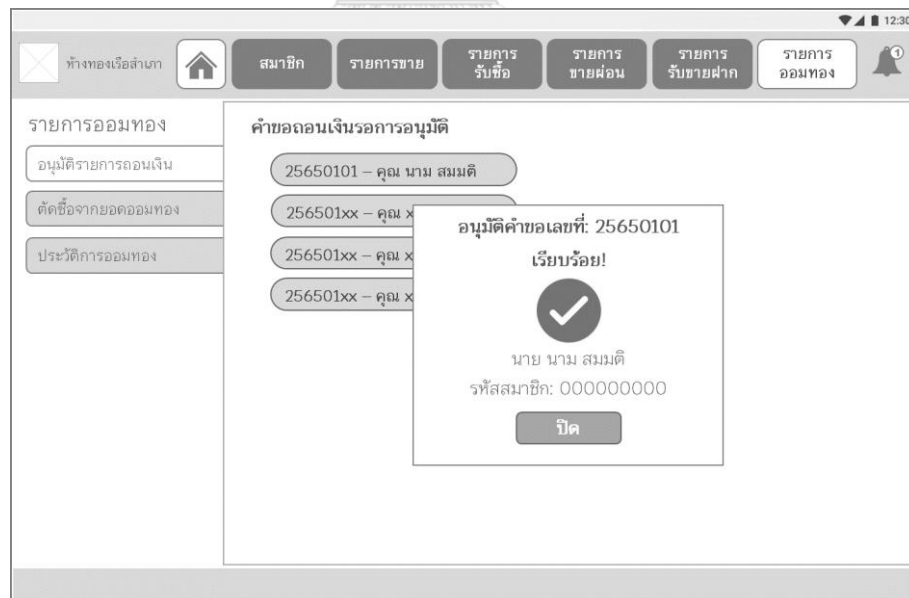 12:30
ห้างทองเรือสำเภา
สมาชิก
รายการขาย
รายการ
รับซื้อ
รายการ
ขายผ่อน
รายการ
รับขายฝาก
รายการ
ออมทอง
1
รายการออมทอง
อนุมัติรายการถอนเงิน
ตัดซื้อจากยอดออมทอง
ประวัติการออมทอง
คำขอถอนเงินรอการอนุมัติ
25650101 – คุณ นาม สมมติ
256501xx – คุณ x
256501xx – คุณ x
256501xx – คุณ x
อนุมัติคำขอเลขที่: 25650101
เรียบร้อย!
นาย นาม สมมติ
รหัสสมาชิก: 000000000
ปิด